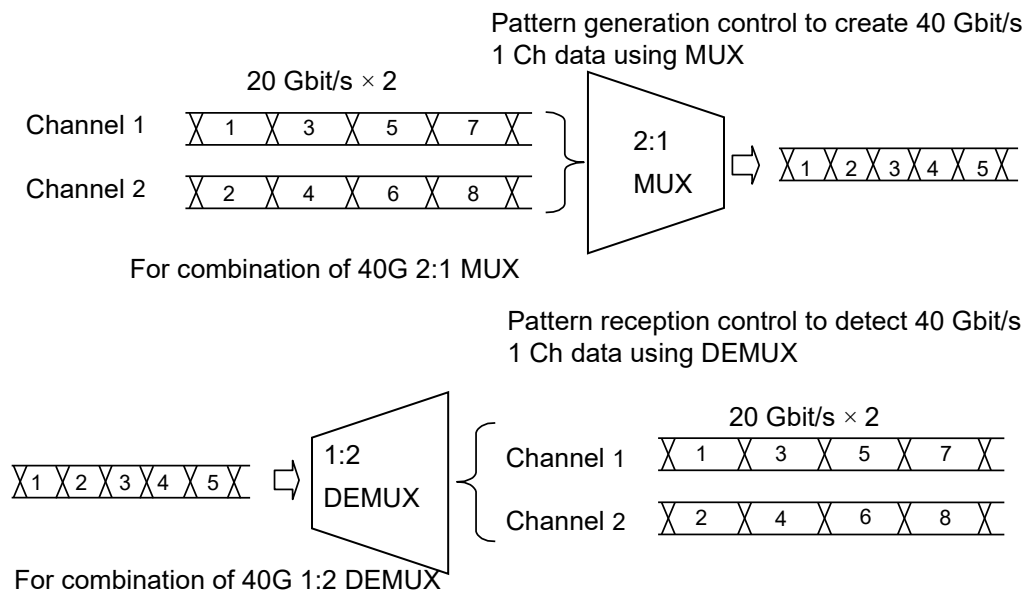 Pattern generation control to create 40 Gbit/s
1 Ch data using MUX
20 Gbit/s × 2
Channel 1 1 3 5 7
Channel 2 2 4 6 8
2:1
MUX
1 2 3 4 5
For combination of 40G 2:1 MUX
Pattern reception control to detect 40 Gbit/s
1 Ch data using DEMUX
20 Gbit/s × 2
1 2 3 4 5
1:2
DEMUX
Channel 1 1 3 5 7
Channel 2 2 4 6 8
For combination of 40G 1:2 DEMUX